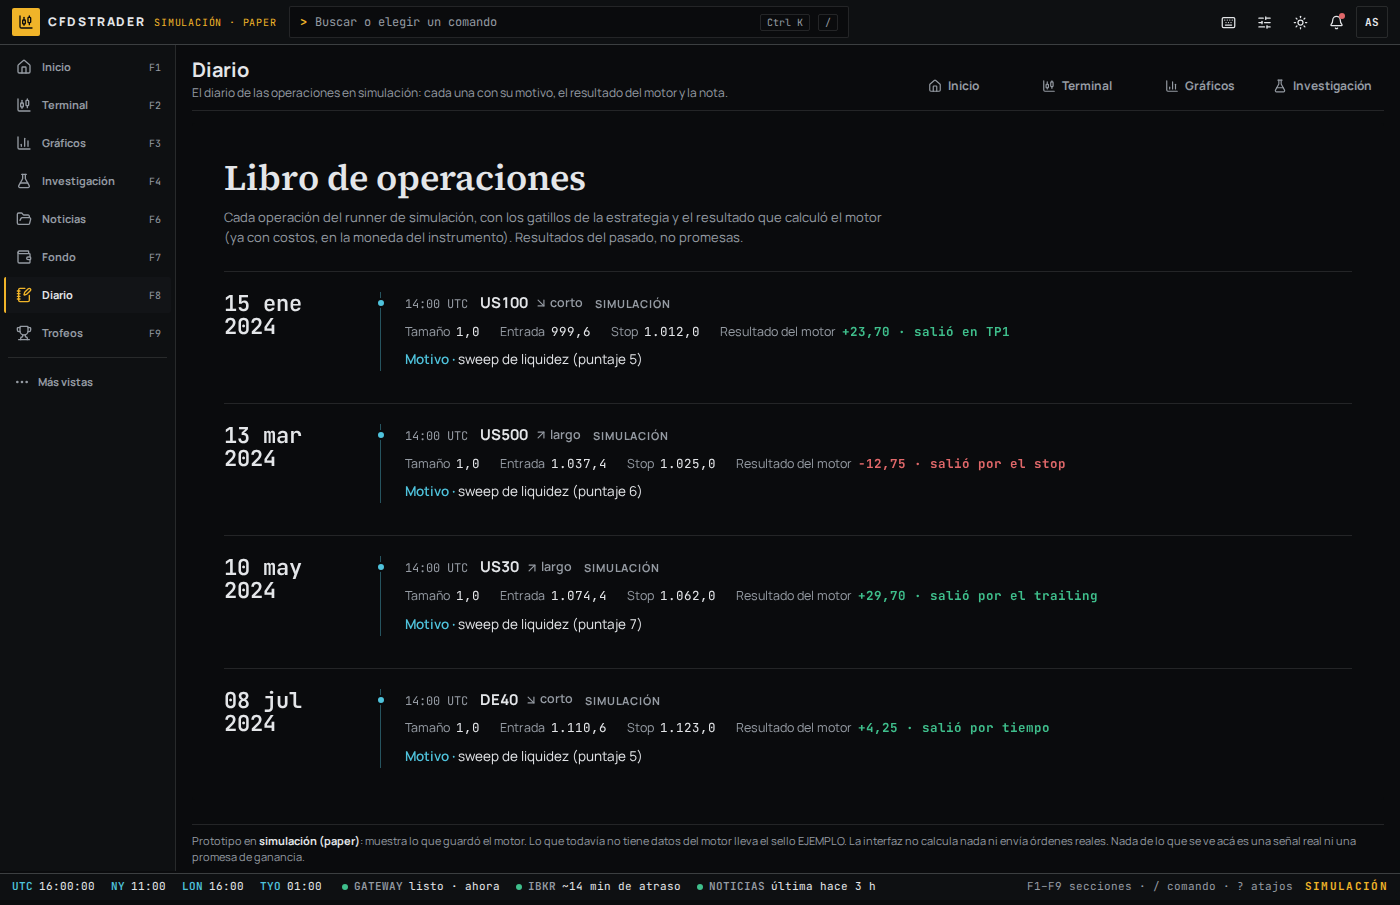 CFDSTRADER SIMULACIÓN · PAPER > Buscar o elegir un comando Ctrl K / AS
Inicio F1
Terminal F2
Gráficos F3
Investigación F4
Noticias F6
Fondo F7
Diario F8
Trofeos F9
Más vistas
Diario
El diario de las operaciones en simulación: cada una con su motivo, el resultado del motor y la nota.
Inicio Terminal Gráficos Investigación
Libro de operaciones
Cada operación del runner de simulación, con los gatillos de la estrategia y el resultado que calculó el motor
(ya con costos, en la moneda del instrumento). Resultados del pasado, no promesas.
15 ene
2024
14:00 UTC US100 ↘ corto SIMULACIÓN
Tamaño 1,0 Entrada 999,6 Stop 1.012,0 Resultado del motor +23,70 · salió en TP1
Motivo · sweep de liquidez (puntaje 5)
13 mar
2024
14:00 UTC US500 ↗ largo SIMULACIÓN
Tamaño 1,0 Entrada 1.037,4 Stop 1.025,0 Resultado del motor -12,75 · salió por el stop
Motivo · sweep de liquidez (puntaje 6)
10 may
2024
14:00 UTC US30 ↗ largo SIMULACIÓN
Tamaño 1,0 Entrada 1.074,4 Stop 1.062,0 Resultado del motor +29,70 · salió por el trailing
Motivo · sweep de liquidez (puntaje 7)
08 jul
2024
14:00 UTC DE40 ↘ corto SIMULACIÓN
Tamaño 1,0 Entrada 1.110,6 Stop 1.123,0 Resultado del motor +4,25 · salió por tiempo
Motivo · sweep de liquidez (puntaje 5)
Prototipo en simulación (paper): muestra lo que guardó el motor. Lo que todavía no tiene datos del motor lleva el sello EJEMPLO. La interfaz no calcula nada ni envía órdenes reales. Nada de lo que se ve acá es una señal real ni una
promesa de ganancia.
UTC 16:00:00 NY 11:00 LON 16:00 TYO 01:00 GATEWAY listo · ahora IBKR ~14 min de atraso NOTICIAS última hace 3 h F1–F9 secciones · / comando · ? atajos SIMULACIÓN